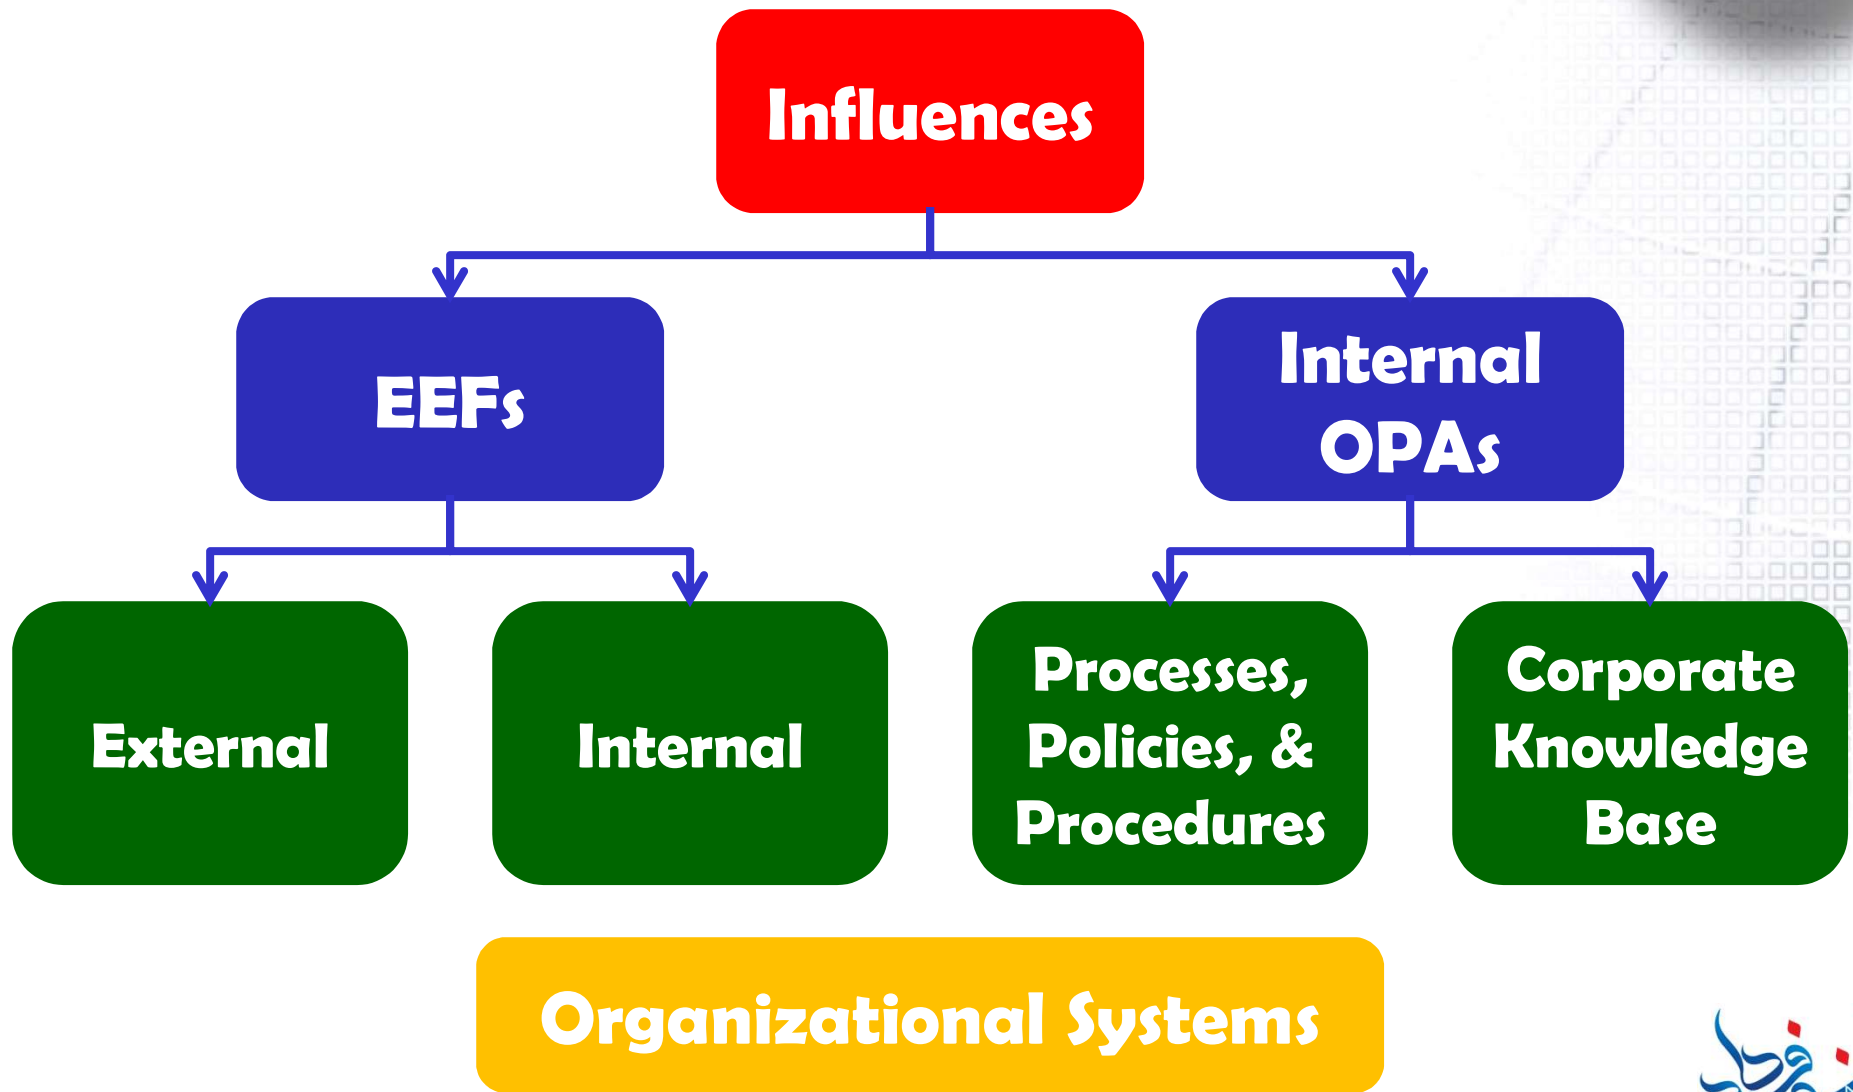 Influences
EEFs
Internal
OPAs
External
Internal
Processes,
Policies, &
Procedures
Corporate
Knowledge
Base
Organizational Systems